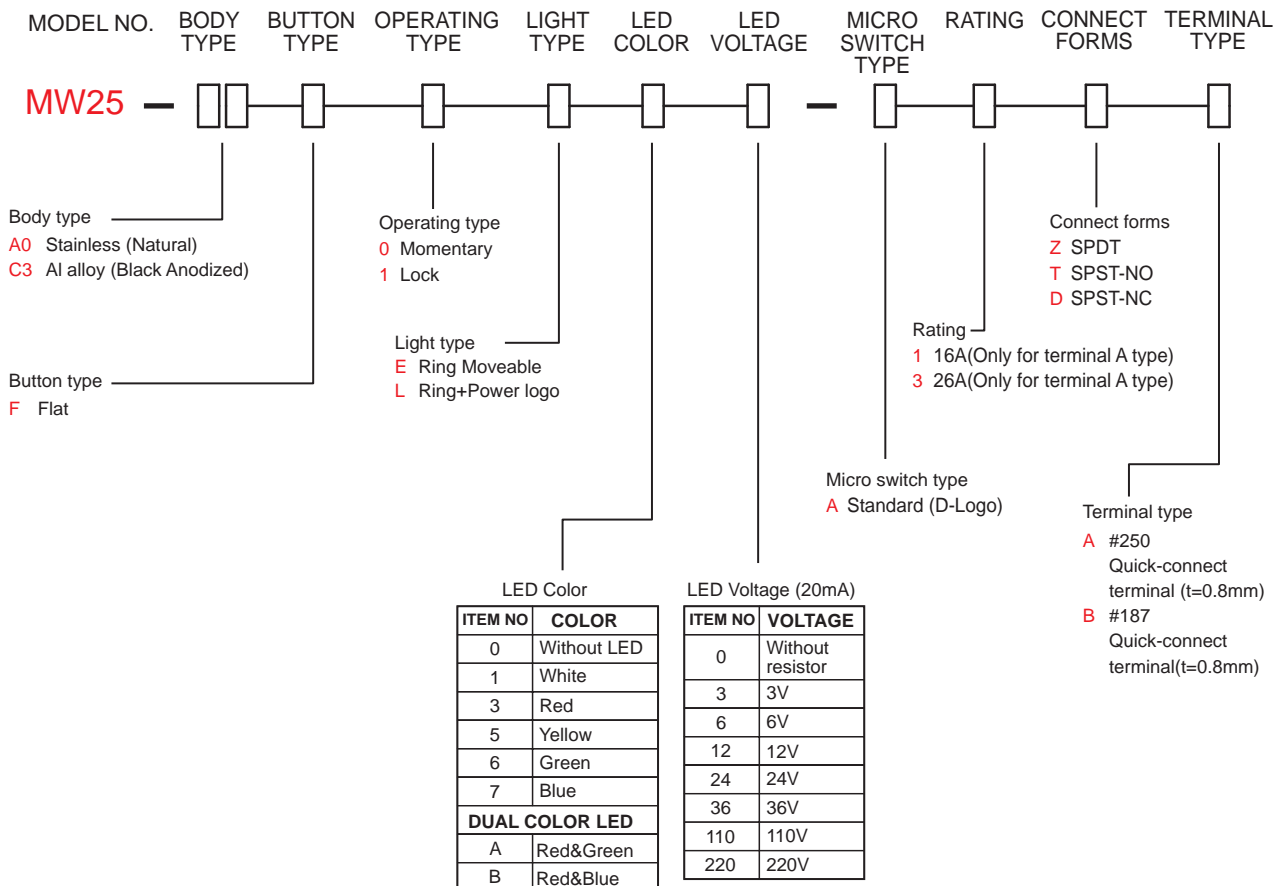 MODEL NO.
BODY
TYPE
BUTTON
TYPE
OPERATING
TYPE
LIGHT
TYPE
LED
COLOR
LED
VOLTAGE
MICRO
SWITCH
TYPE
RATING
CONNECT
FORMS
TERMINAL
TYPE
MW25
Body type
A0 Stainless (Natural)
C3 Al alloy (Black Anodized)
Button type
F Flat
Operating type
0 Momentary
1 Lock
Light type
E Ring Moveable
L Ring+Power logo
Connect forms
Z SPDT
T SPST-NO
D SPST-NC
Rating
1 16A(Only for terminal A type)
3 26A(Only for terminal A type)
Micro switch type
A Standard (D-Logo)
Terminal type
A #250
Quick-connect
terminal (t=0.8mm)
B #187
Quick-connect
terminal(t=0.8mm)
LED Color
ITEM NO COLOR
0 Without LED
1 White
3 Red
5 Yellow
6 Green
7 Blue
DUAL COLOR LED
A Red&Green
B Red&Blue
LED Voltage (20mA)
ITEM NO VOLTAGE
0 Without
resistor
3 3V
6 6V
12 12V
24 24V
36 36V
110 110V
220 220V